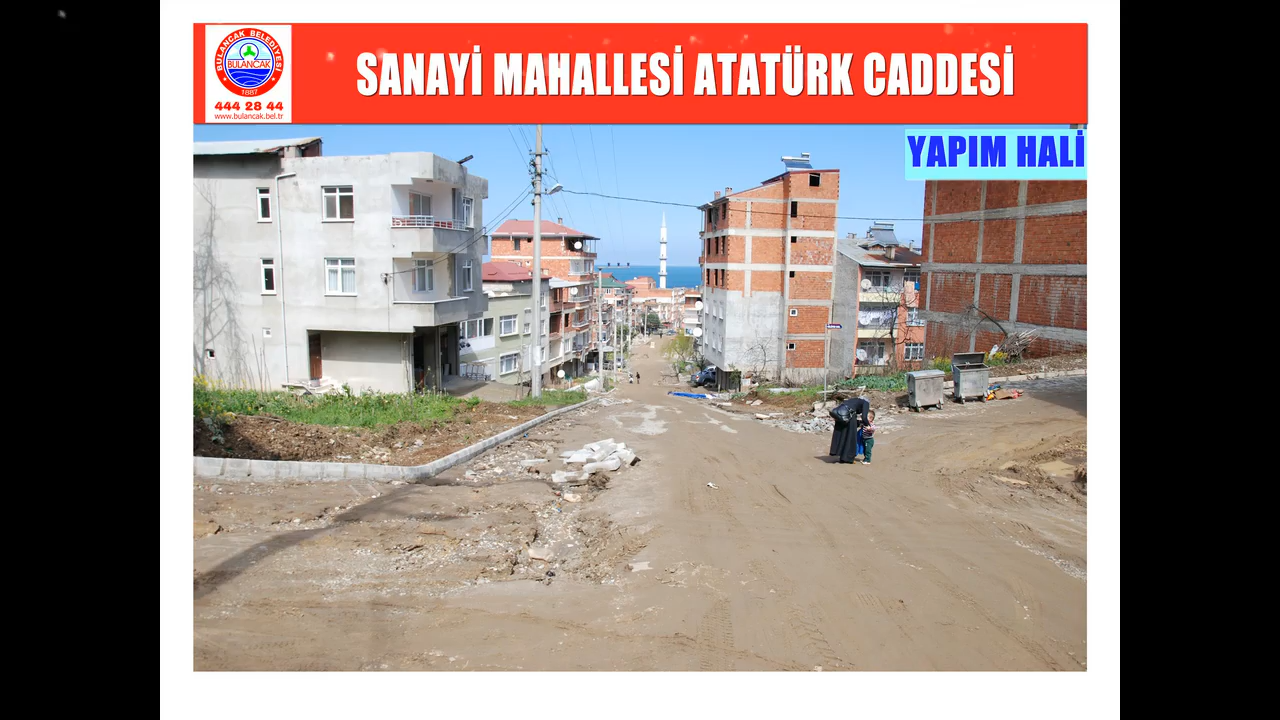 BULANCAK BELEDİYESİ
BULANCAK
1887
444 28 44
www.bulancak.bel.tr
SANAYİ MAHALLESİ ATATÜRK CADDESİ
YAPIM HALİ